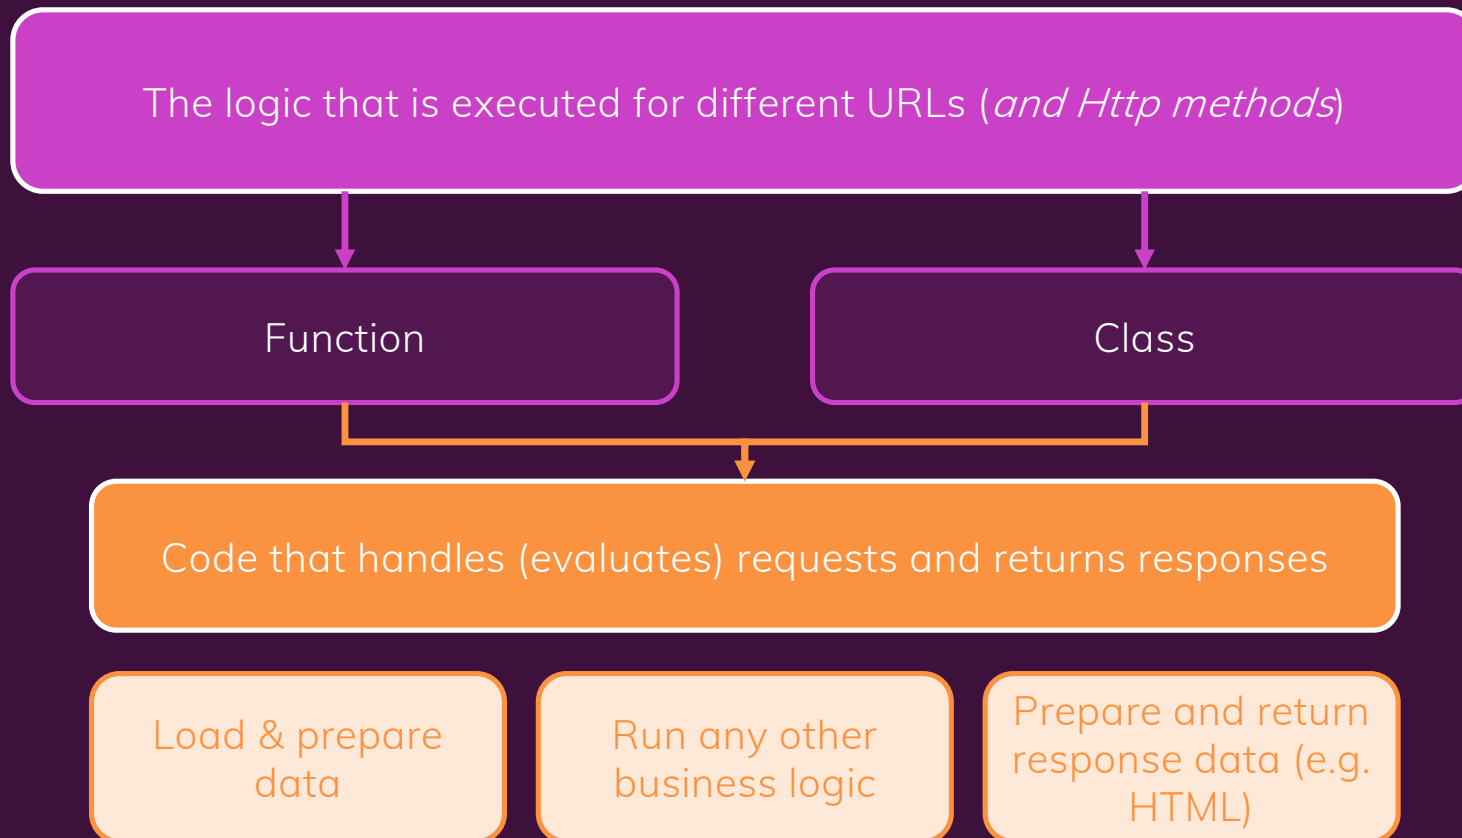 The logic that is executed for different URLs (and Http methods)
Function
Class
Code that handles (evaluates) requests and returns responses
Load & prepare
data
Run any other
business logic
Prepare and return
response data (e.g.
HTML)